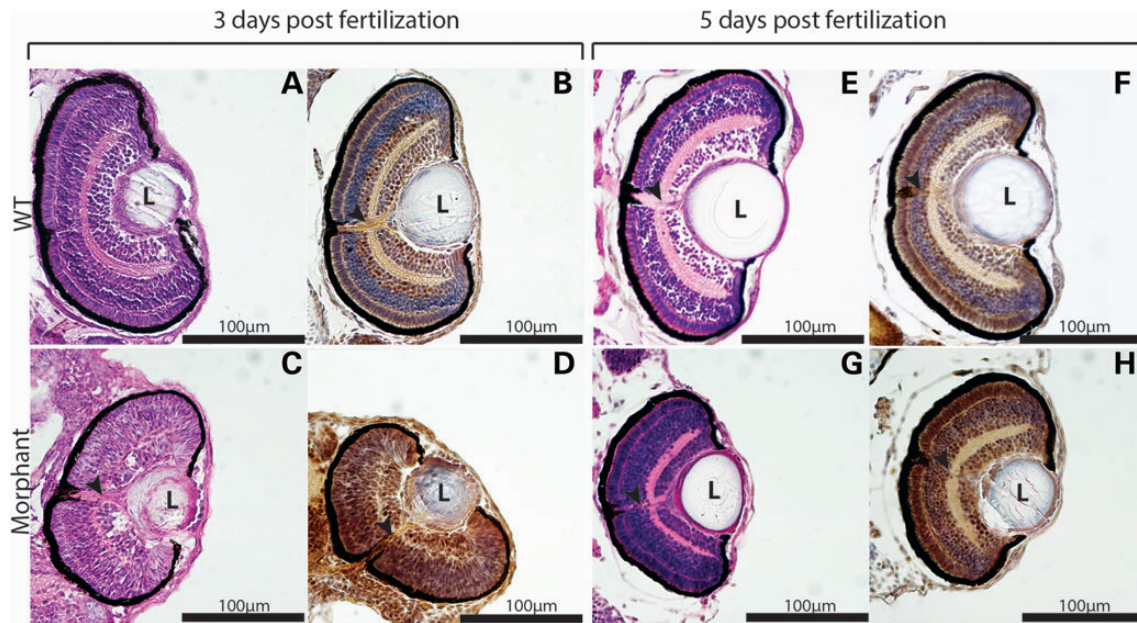 3 days post fertilization
5 days post fertilization
WT
A
L
100µm
B
L
100µm
E
L
100µm
F
L
100µm
Morphant
C
L
100µm
D
L
100µm
G
L
100µm
H
L
100µm